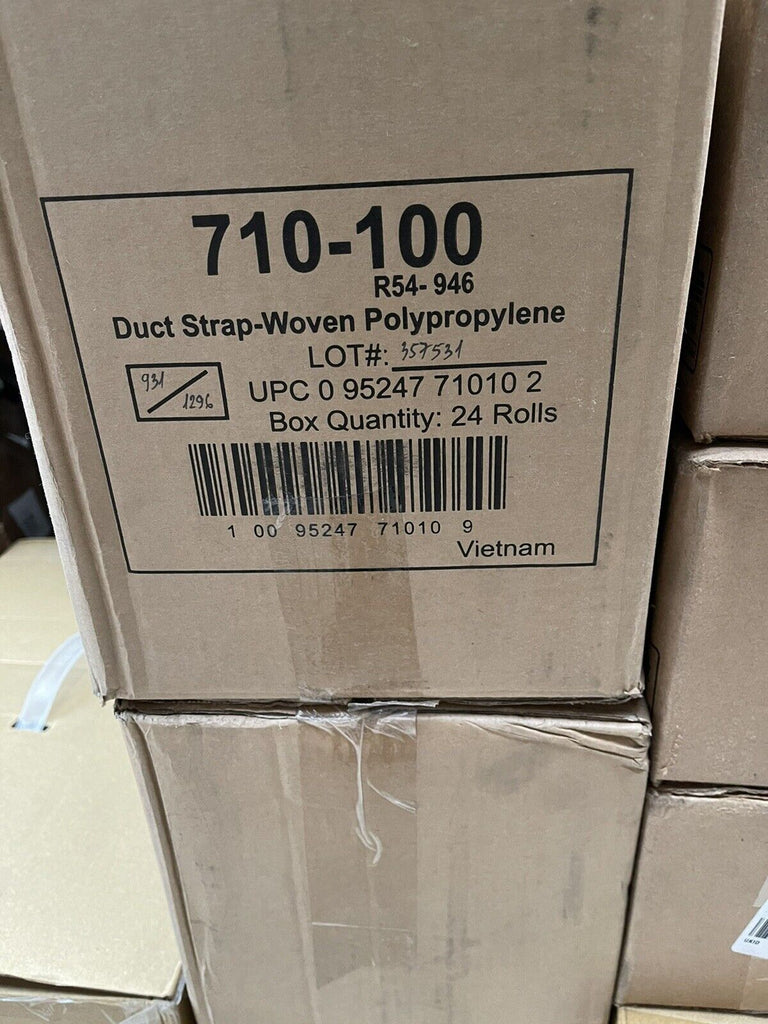 710-100
R54- 946
Duct Strap-Woven Polypropylene
LOT#: 357531
931
1296
UPC 0 95247 71010 2
Box Quantity: 24 Rolls
1 00 95247 71010 9
Vietnam
UXID